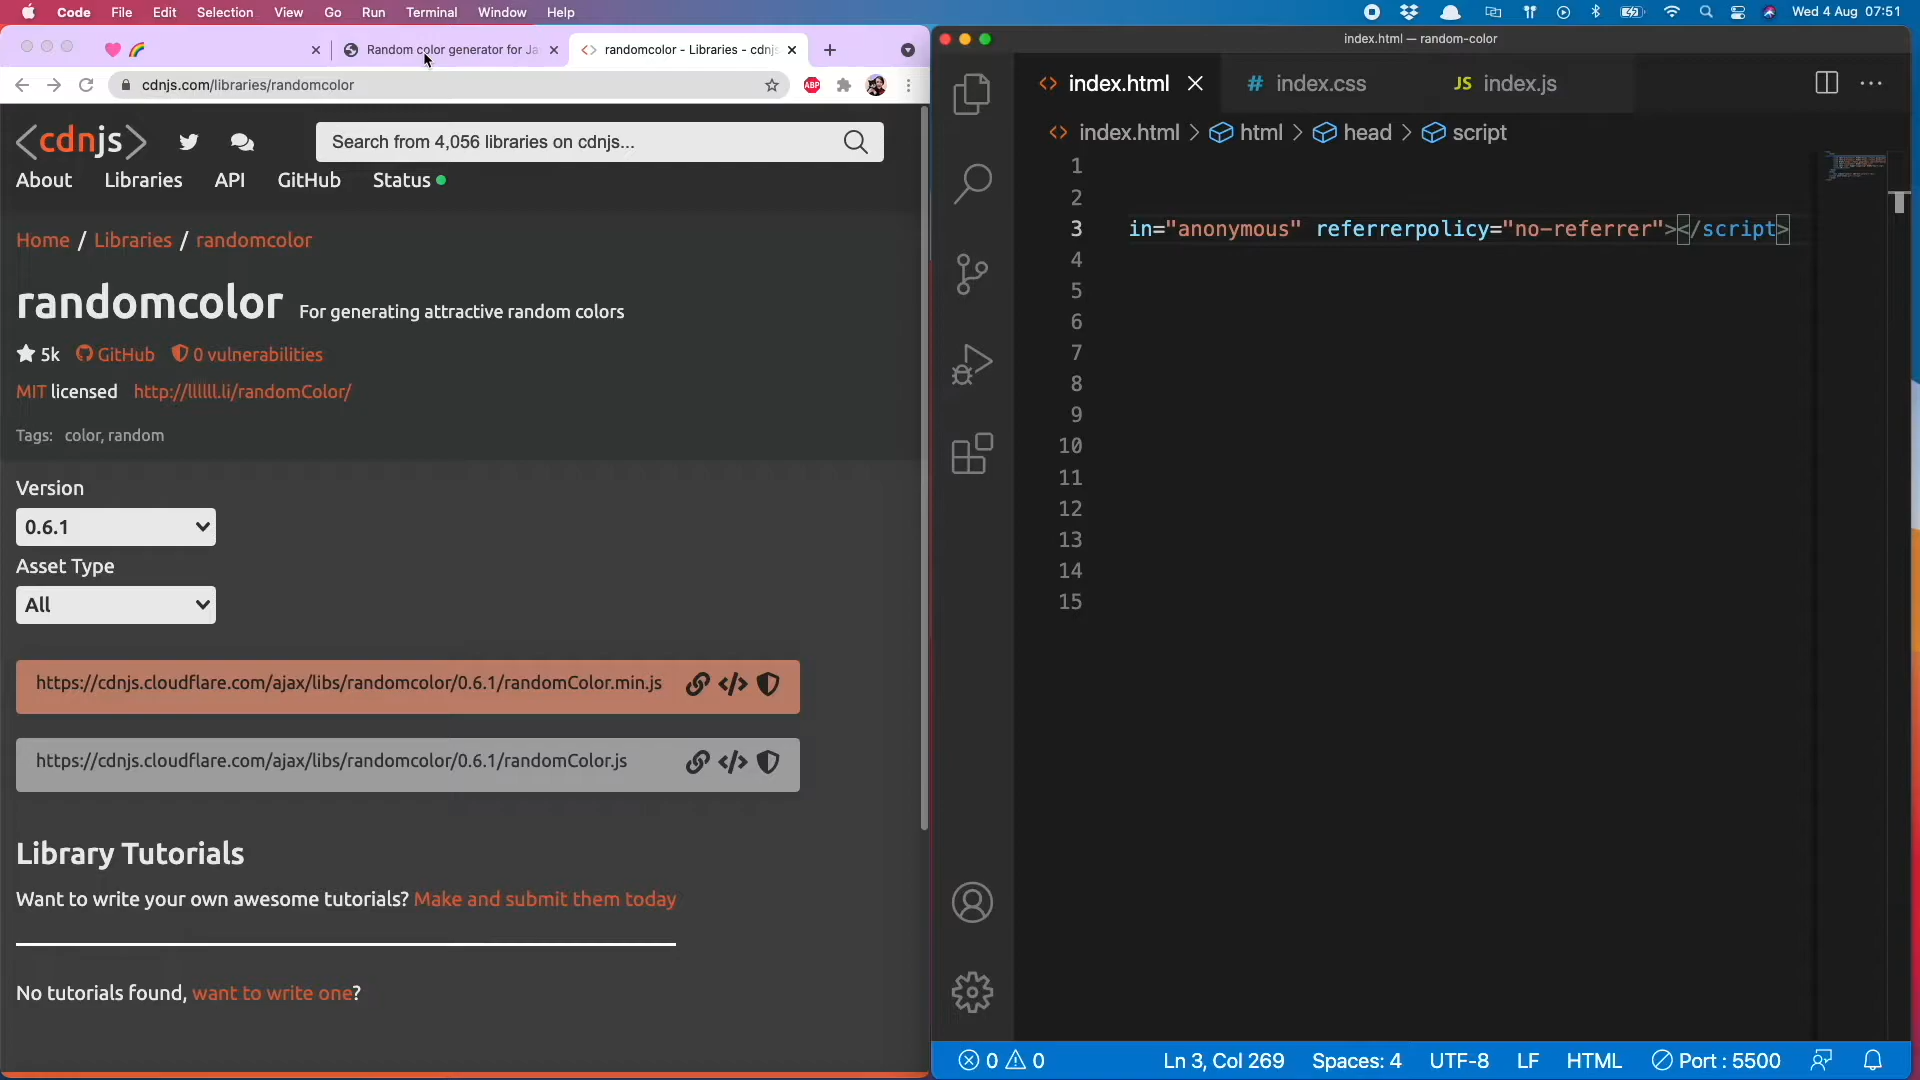 Code File Edit Selection View Go Run Terminal Window Help
Wed 4 Aug 07:51
Random color generator for Ja
randomcolor - Libraries - cdnjs
cdnjs.com/libraries/randomcolor
ABP
<cdnjs>
Search from 4,056 libraries on cdnjs...
About Libraries API GitHub Status
Home / Libraries / randomcolor
randomcolor For generating attractive random colors
5k GitHub 0 vulnerabilities
MIT licensed http://llllll.li/randomColor/
Tags: color, random
Version
0.6.1
Asset Type
All
https://cdnjs.cloudflare.com/ajax/libs/randomcolor/0.6.1/randomColor.min.js
https://cdnjs.cloudflare.com/ajax/libs/randomcolor/0.6.1/randomColor.js
Library Tutorials
Want to write your own awesome tutorials? Make and submit them today
No tutorials found, want to write one?
index.html — random-color
index.html
# index.css
JS index.js
index.html > html > head > script
1
2
3 in="anonymous" referrerpolicy="no-referrer"></script>
4
5
6
7
8
9
10
11
12
13
14
15
0 0
Ln 3, Col 269 Spaces: 4 UTF-8 LF HTML Port : 5500